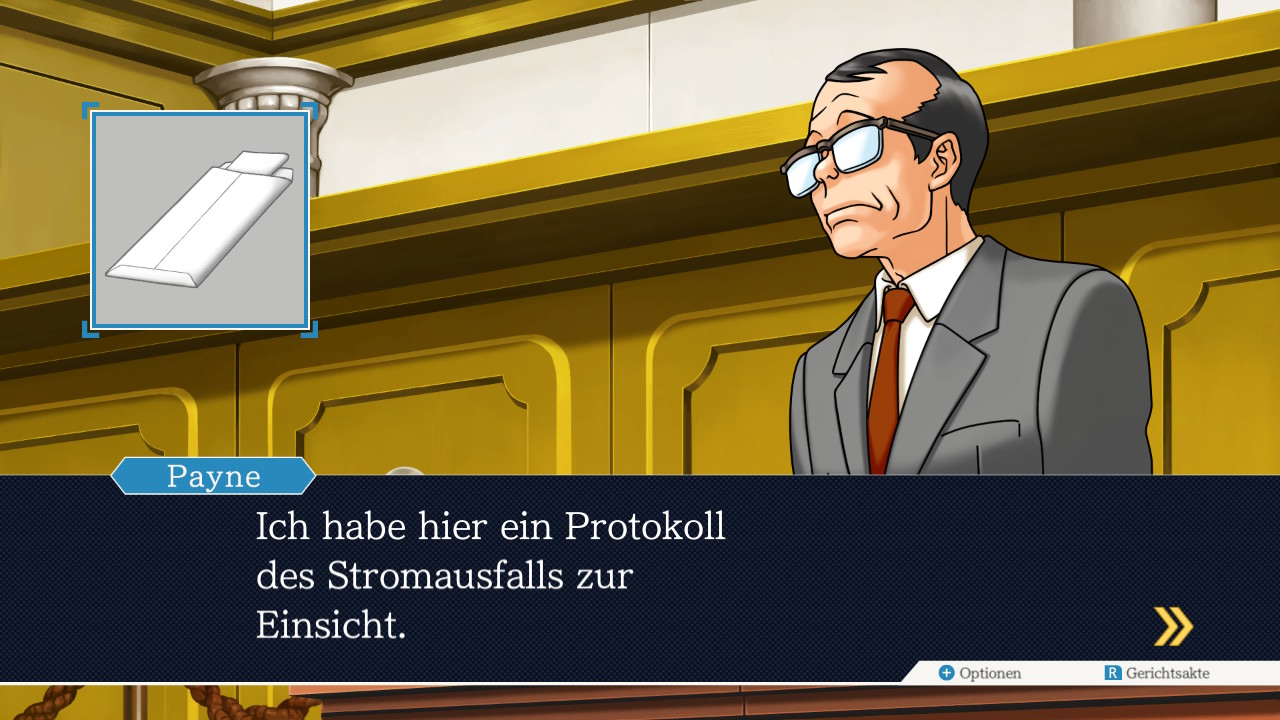 Payne
Ich habe hier ein Protokoll
des Stromausfalls zur
Einsicht.
+ Optionen
R Gerichtsakte